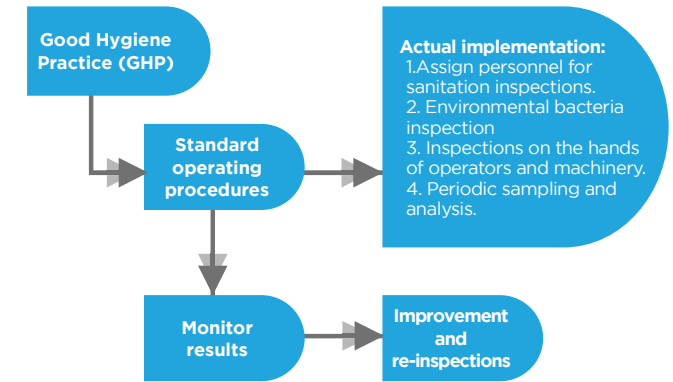 Good Hygiene
Practice (GHP)
Actual implementation:
1.Assign personnel for
sanitation inspections.
2. Environmental bacteria
inspection
3. Inspections on the hands
of operators and machinery.
4. Periodic sampling and
analysis.
Standard
operating
procedures
Monitor
results
Improvement
and
re-inspections